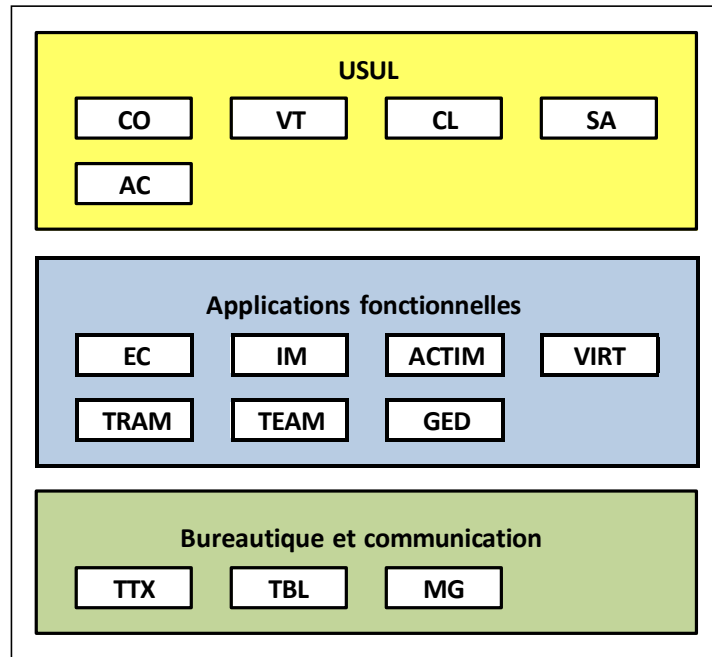 USUL
CO VT CL SA
AC
Applications fonctionnelles
EC IM ACTIM VIRT
TRAM TEAM GED
Bureautique et communication
TTX TBL MG